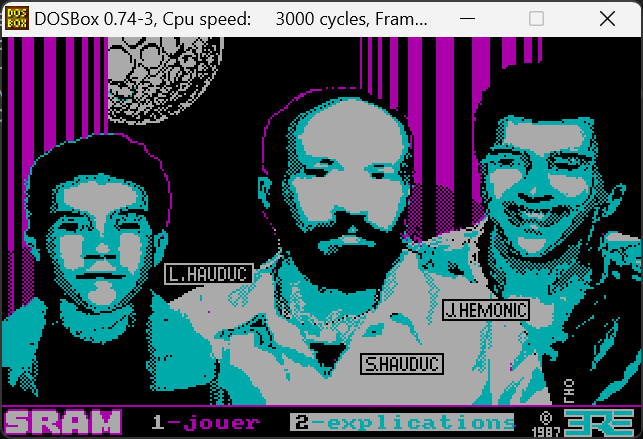 DOSBox 0.74-3, Cpu speed: 3000 cycles, Fram...
L.HAUDUC
J.HEMONIC
S.HAUDUC
SRAM 1-jouer 2-explications © 1987 ERE